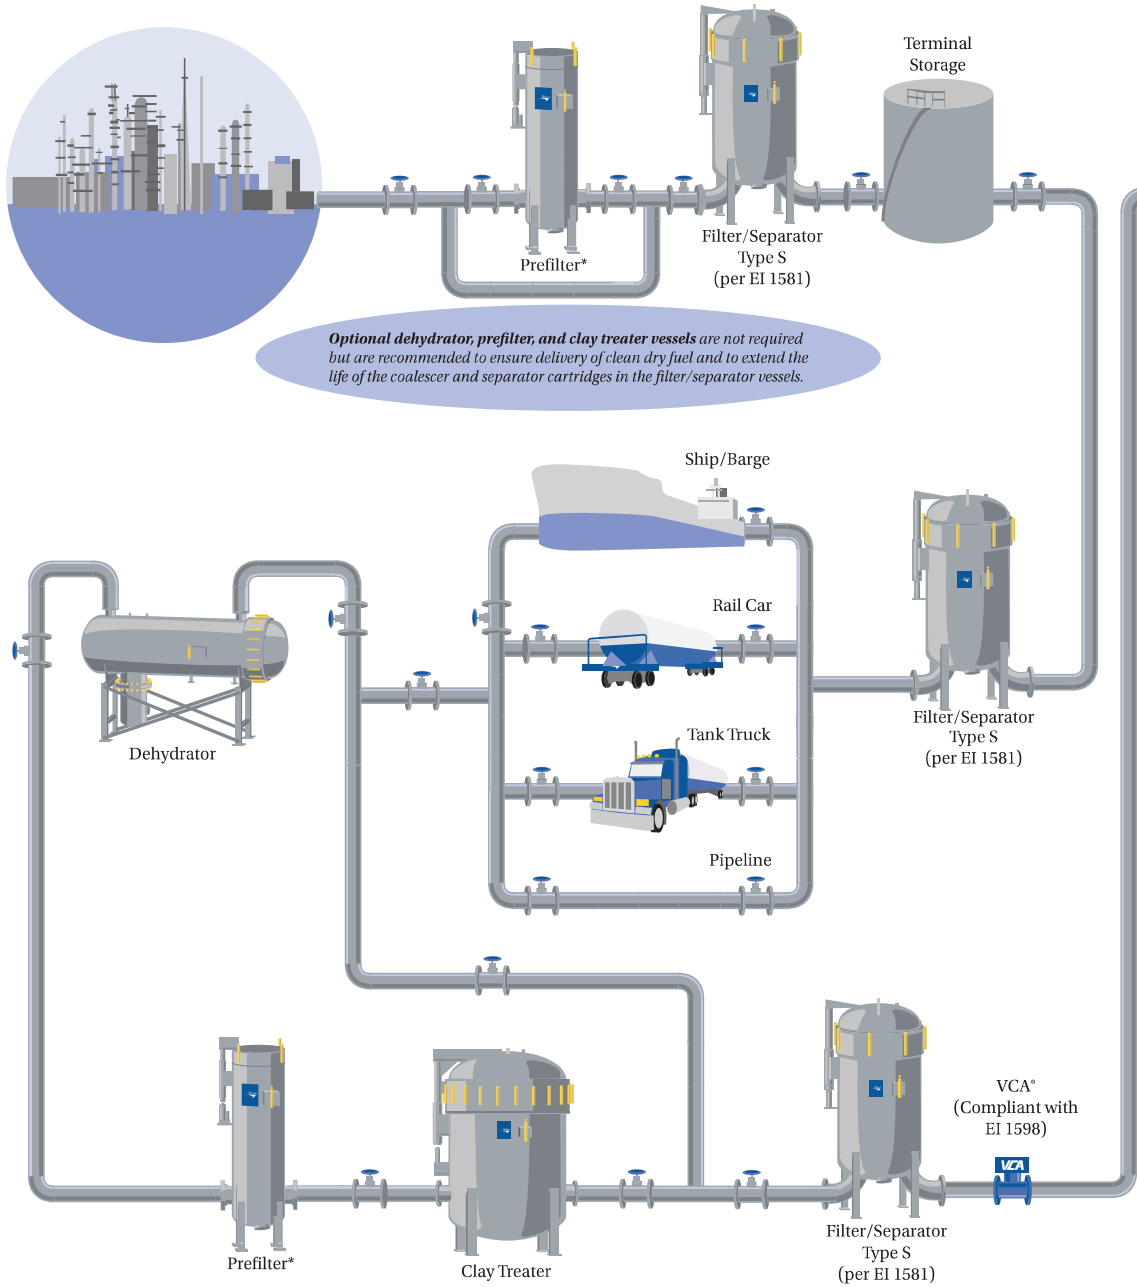 Terminal
Storage
Prefilter*
Filter/Separator
Type S
(per EI 1581)
Optional dehydrator, prefilter, and clay treater vessels are not required
but are recommended to ensure delivery of clean dry fuel and to extend the
life of the coalescer and separator cartridges in the filter/separator vessels.
Ship/Barge
Rail Car
Tank Truck
Pipeline
Filter/Separator
Type S
(per EI 1581)
Dehydrator
VCA®
(Compliant with
EI 1598)
VCA
Prefilter*
Clay Treater
Filter/Separator
Type S
(per EI 1581)